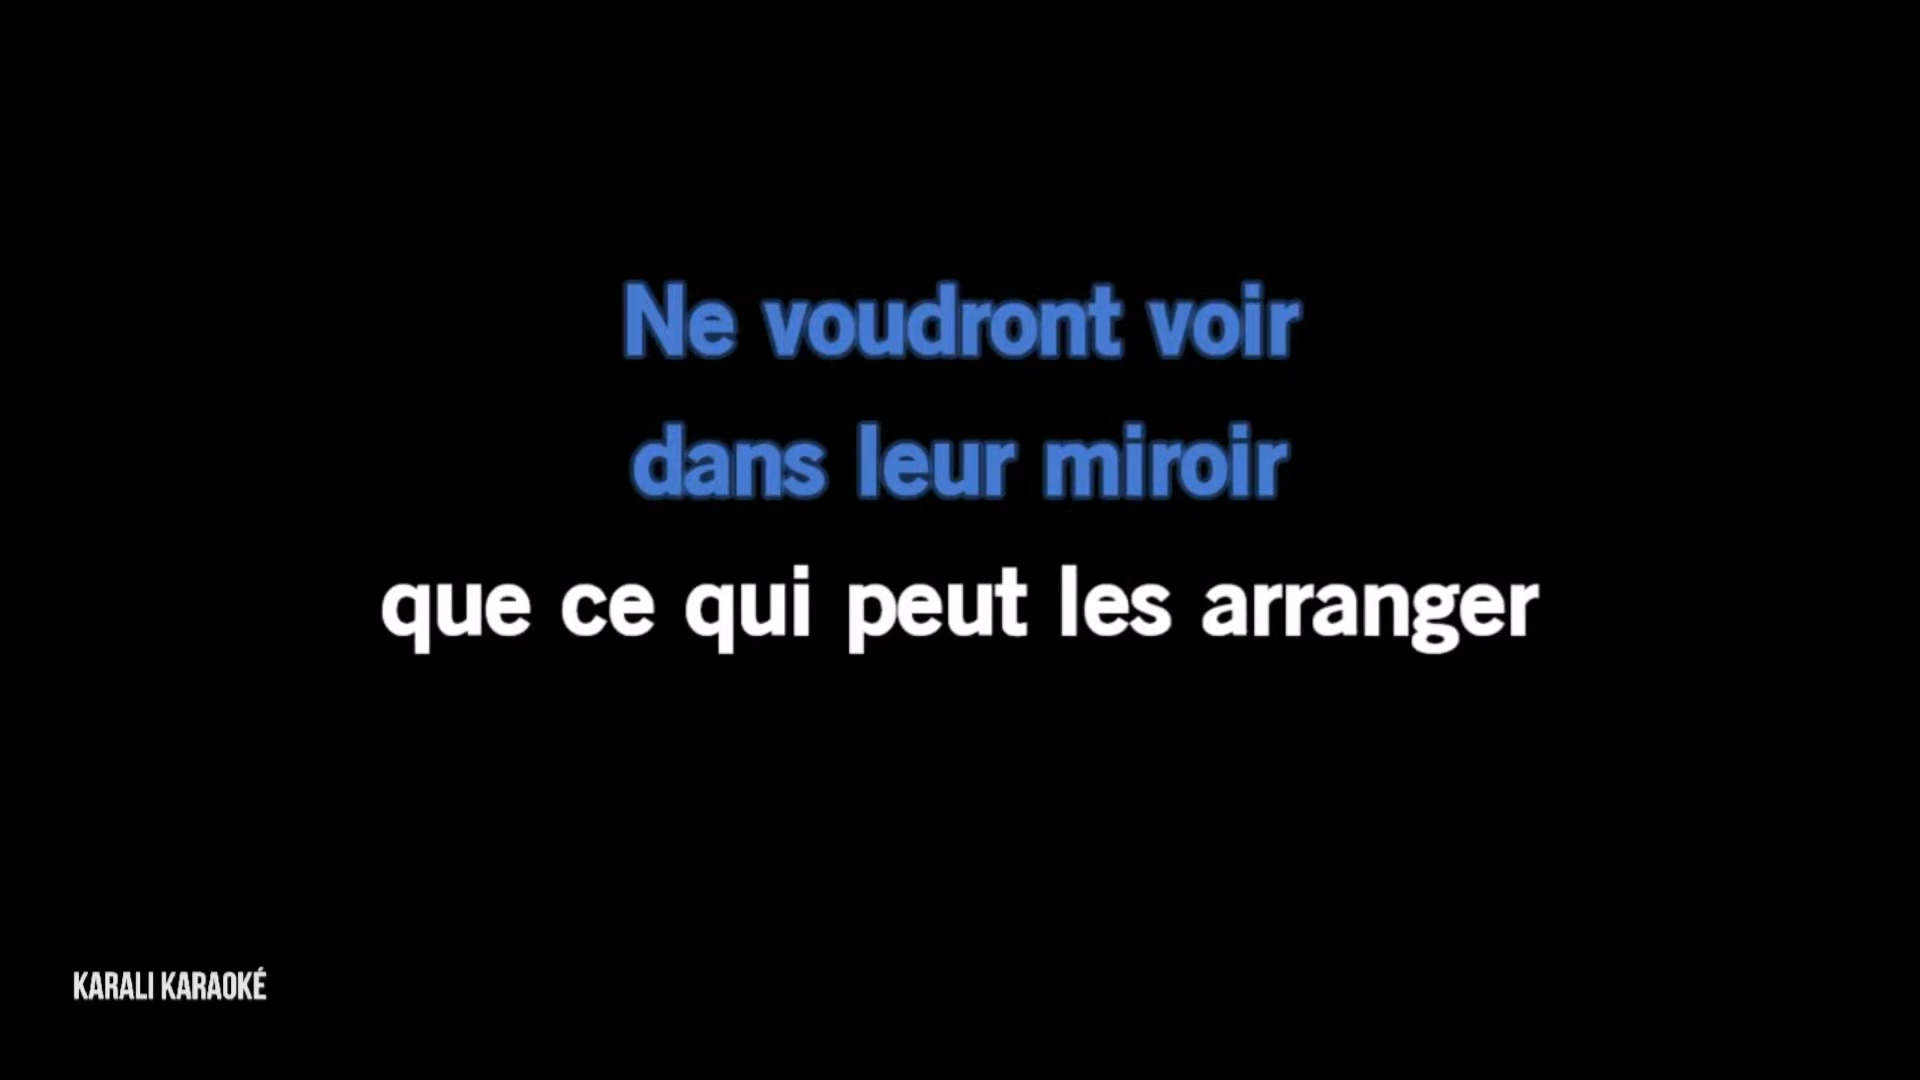 Ne voudront voir
dans leur miroir
que ce qui peut les arranger
KARALI KARAOKÉ